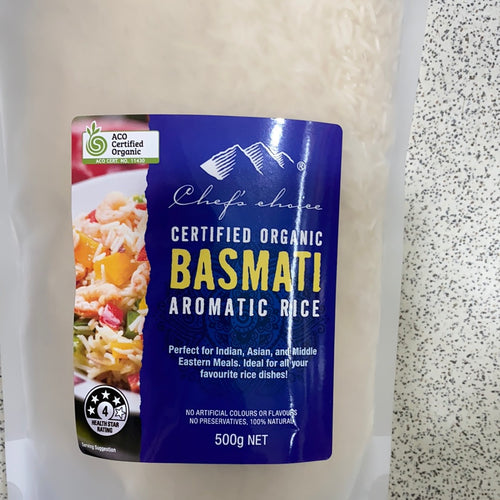 ACO
Certified
Organic
ACO CERT. NO. 11430
®
Chef's choice
CERTIFIED ORGANIC
BASMATI
AROMATIC RICE
Perfect for Indian, Asian, and Middle
Eastern Meals. Ideal for all your
favourite rice dishes!
4
HEALTH STAR
RATING
Serving Suggestion
NO ARTIFICIAL COLOURS OR FLAVOURS
NO PRESERVATIVES, 100% NATURAL
500g NET